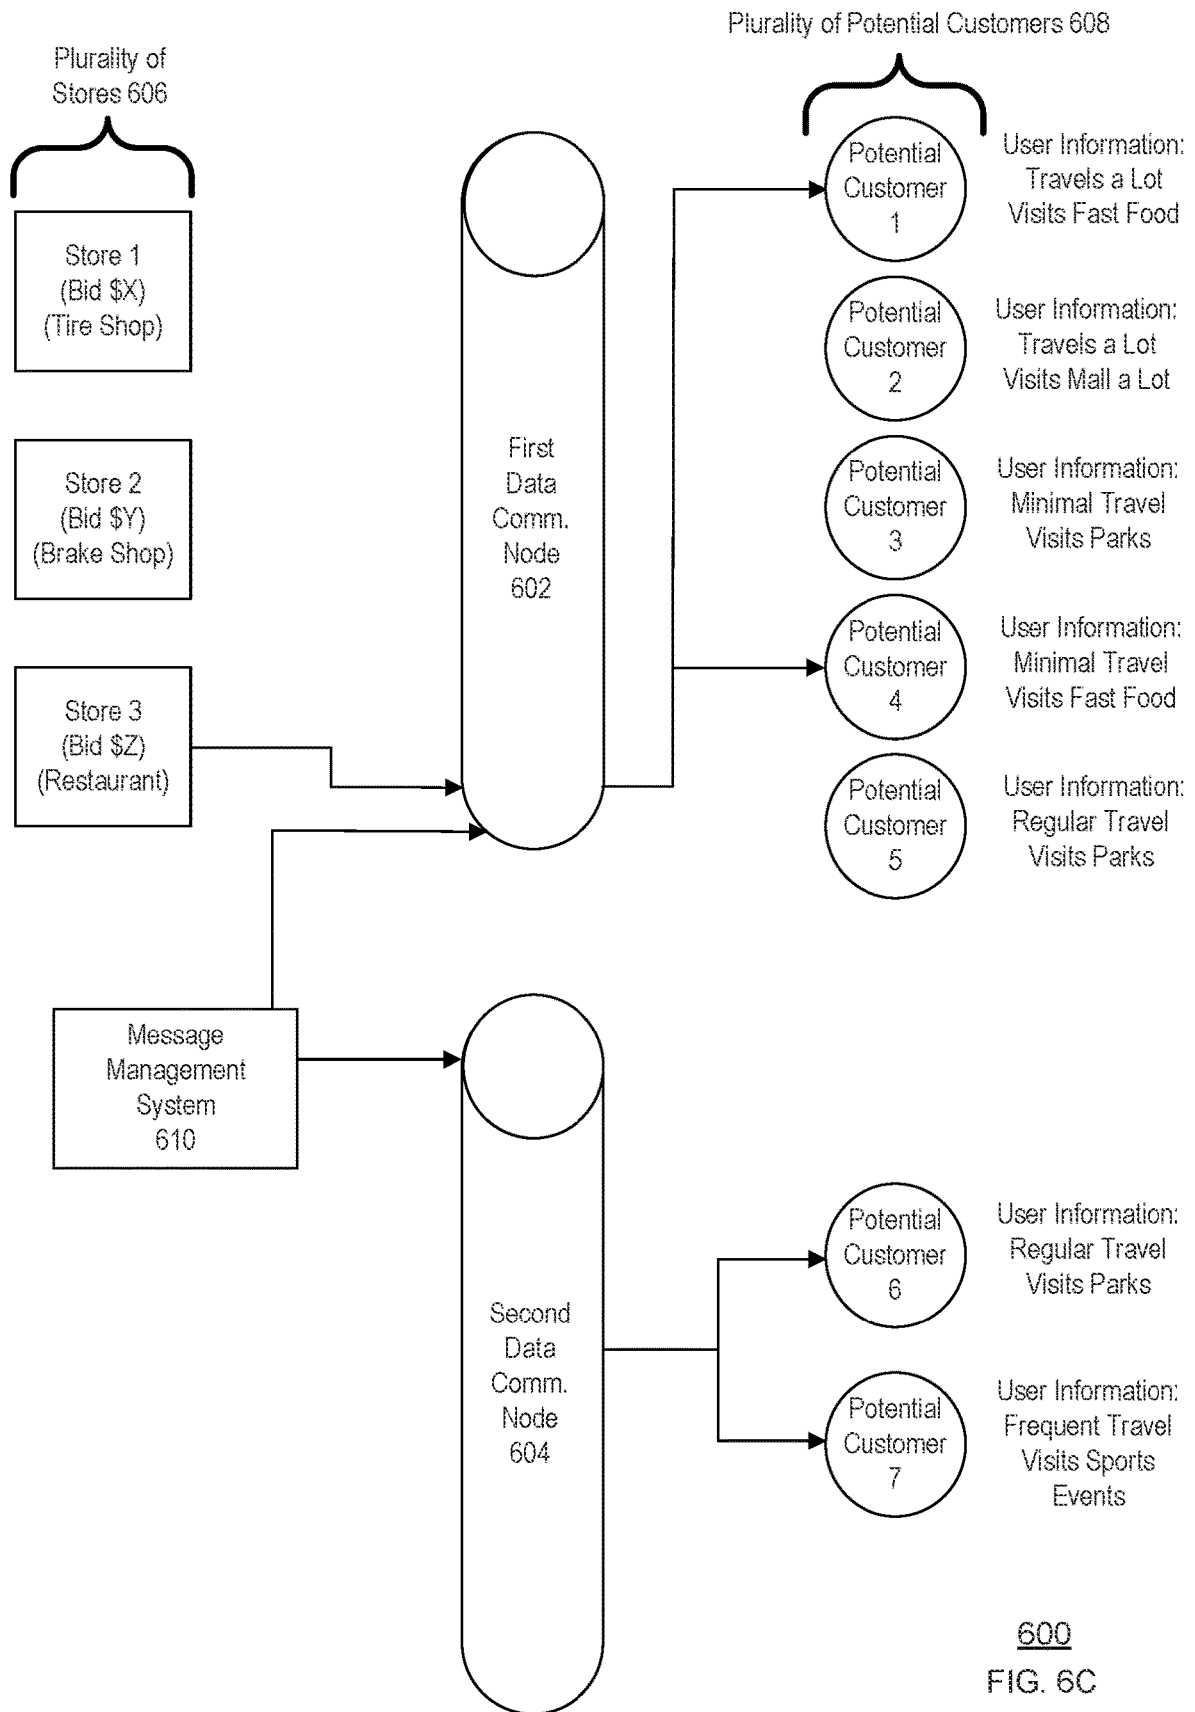 Plurality of Potential Customers 608
Plurality of
Stores 606
Store 1
(Bid $X)
(Tire Shop)
Store 2
(Bid $Y)
(Brake Shop)
Store 3
(Bid $Z)
(Restaurant)
Message
Management
System
610
First
Data
Comm.
Node
602
Second
Data
Comm.
Node
604
Potential
Customer
1
User Information:
Travels a Lot
Visits Fast Food
Potential
Customer
2
User Information:
Travels a Lot
Visits Mall a Lot
Potential
Customer
3
User Information:
Minimal Travel
Visits Parks
Potential
Customer
4
User Information:
Minimal Travel
Visits Fast Food
Potential
Customer
5
User Information:
Regular Travel
Visits Parks
Potential
Customer
6
User Information:
Regular Travel
Visits Parks
Potential
Customer
7
User Information:
Frequent Travel
Visits Sports
Events
600
FIG. 6C